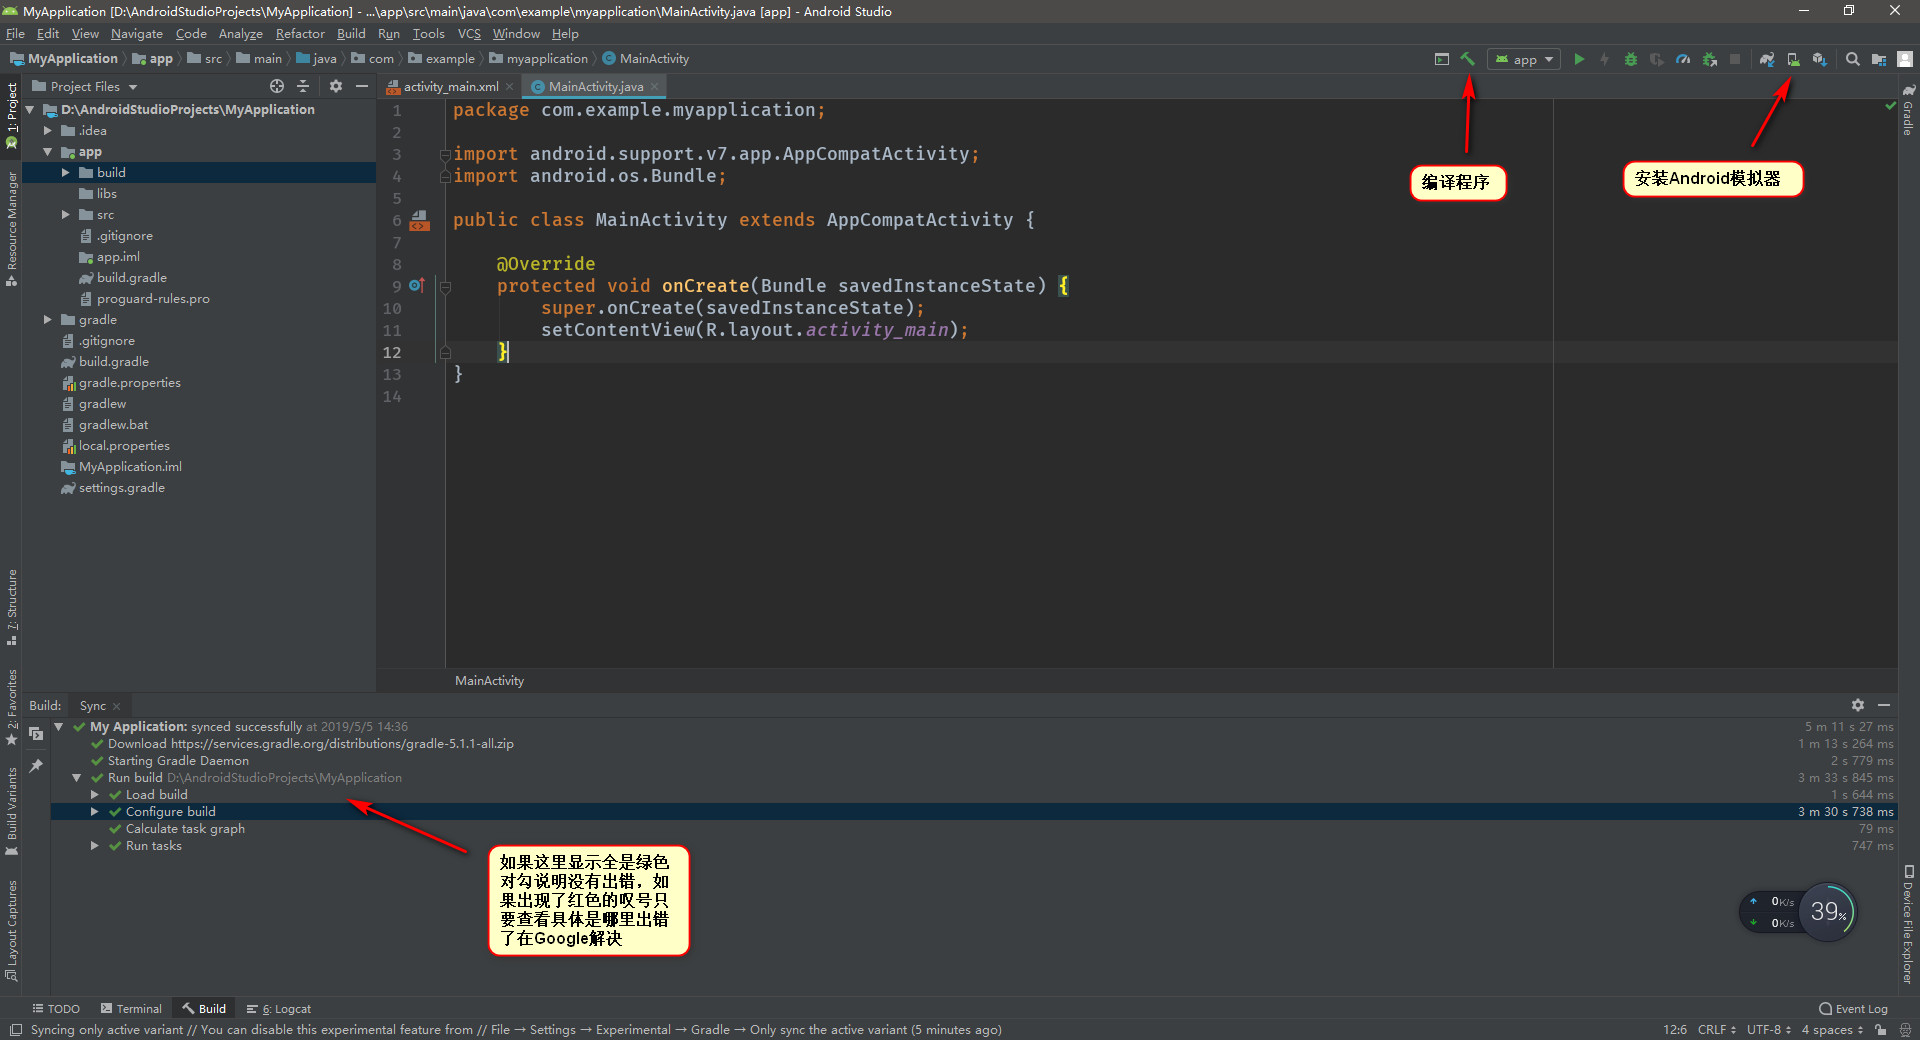 MyApplication [D:\AndroidStudioProjects\MyApplication] - ...\app\src\main\java\com\example\myapplication\MainActivity.java [app] - Android Studio
File Edit View Navigate Code Analyze Refactor Build Run Tools VCS Window Help
MyApplication app src main java com example myapplication MainActivity
app
Project Files
activity_main.xml
MainActivity.java
1: Project
Resource Manager
7: Structure
2: Favorites
Build Variants
Layout Captures
D:\AndroidStudioProjects\MyApplication
.idea
app
build
libs
src
.gitignore
app.iml
build.gradle
proguard-rules.pro
gradle
.gitignore
build.gradle
gradle.properties
gradlew
gradlew.bat
local.properties
MyApplication.iml
settings.gradle
1 package com.example.myapplication;
2
3 import android.support.v7.app.AppCompatActivity;
4 import android.os.Bundle;
5
6 public class MainActivity extends AppCompatActivity {
7
8 @Override
9 protected void onCreate(Bundle savedInstanceState) {
10 super.onCreate(savedInstanceState);
11 setContentView(R.layout.activity_main);
12 }
13 }
14
编译程序
安装Android模拟器
Gradle
Device File Explorer
MainActivity
Build: Sync
My Application: synced successfully at 2019/5/5 14:36 5 m 11 s 27 ms
Download https://services.gradle.org/distributions/gradle-5.1.1-all.zip 1 m 13 s 264 ms
Starting Gradle Daemon 2 s 779 ms
Run build D:\AndroidStudioProjects\MyApplication 3 m 33 s 845 ms
Load build 1 s 644 ms
Configure build 3 m 30 s 738 ms
Calculate task graph 79 ms
Run tasks 747 ms
如果这里显示全是绿色
对勾说明没有出错，如
果出现了红色的叹号只
要查看具体是哪里出错
了在Google解决
0K/s
0K/s
39%
TODO Terminal Build 6: Logcat Event Log
Syncing only active variant // You can disable this experimental feature from // File → Settings → Experimental → Gradle → Only sync the active variant (5 minutes ago) 12:6 CRLF UTF-8 4 spaces